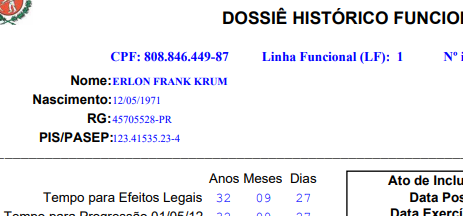 DOSSIÊ HISTÓRICO FUNCIO
CPF: 808.846.449-87 Linha Funcional (LF): 1 Nº
Nome: ERLON FRANK KRUM
Nascimento: 12/05/1971
RG: 45705528-PR
PIS/PASEP: 123.41535.23-4
Anos Meses Dias
Tempo para Efeitos Legais 32 09 27
Ato de Inclu
Data Pos
Tempo para Progressão 01/05/12 32 09 27
Data Exercí